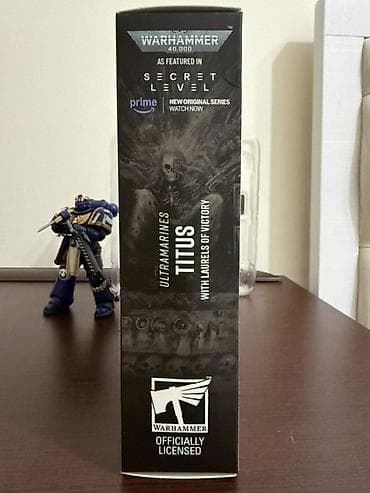 WARHAMMER
40,000
AS FEATURED IN
SECRET
LEVEL
prime
NEW ORIGINAL SERIES
WATCH NOW
ULTRAMARINES
TITUS
WITH LAURELS OF VICTORY
WARHAMMER
OFFICIALLY
LICENSED